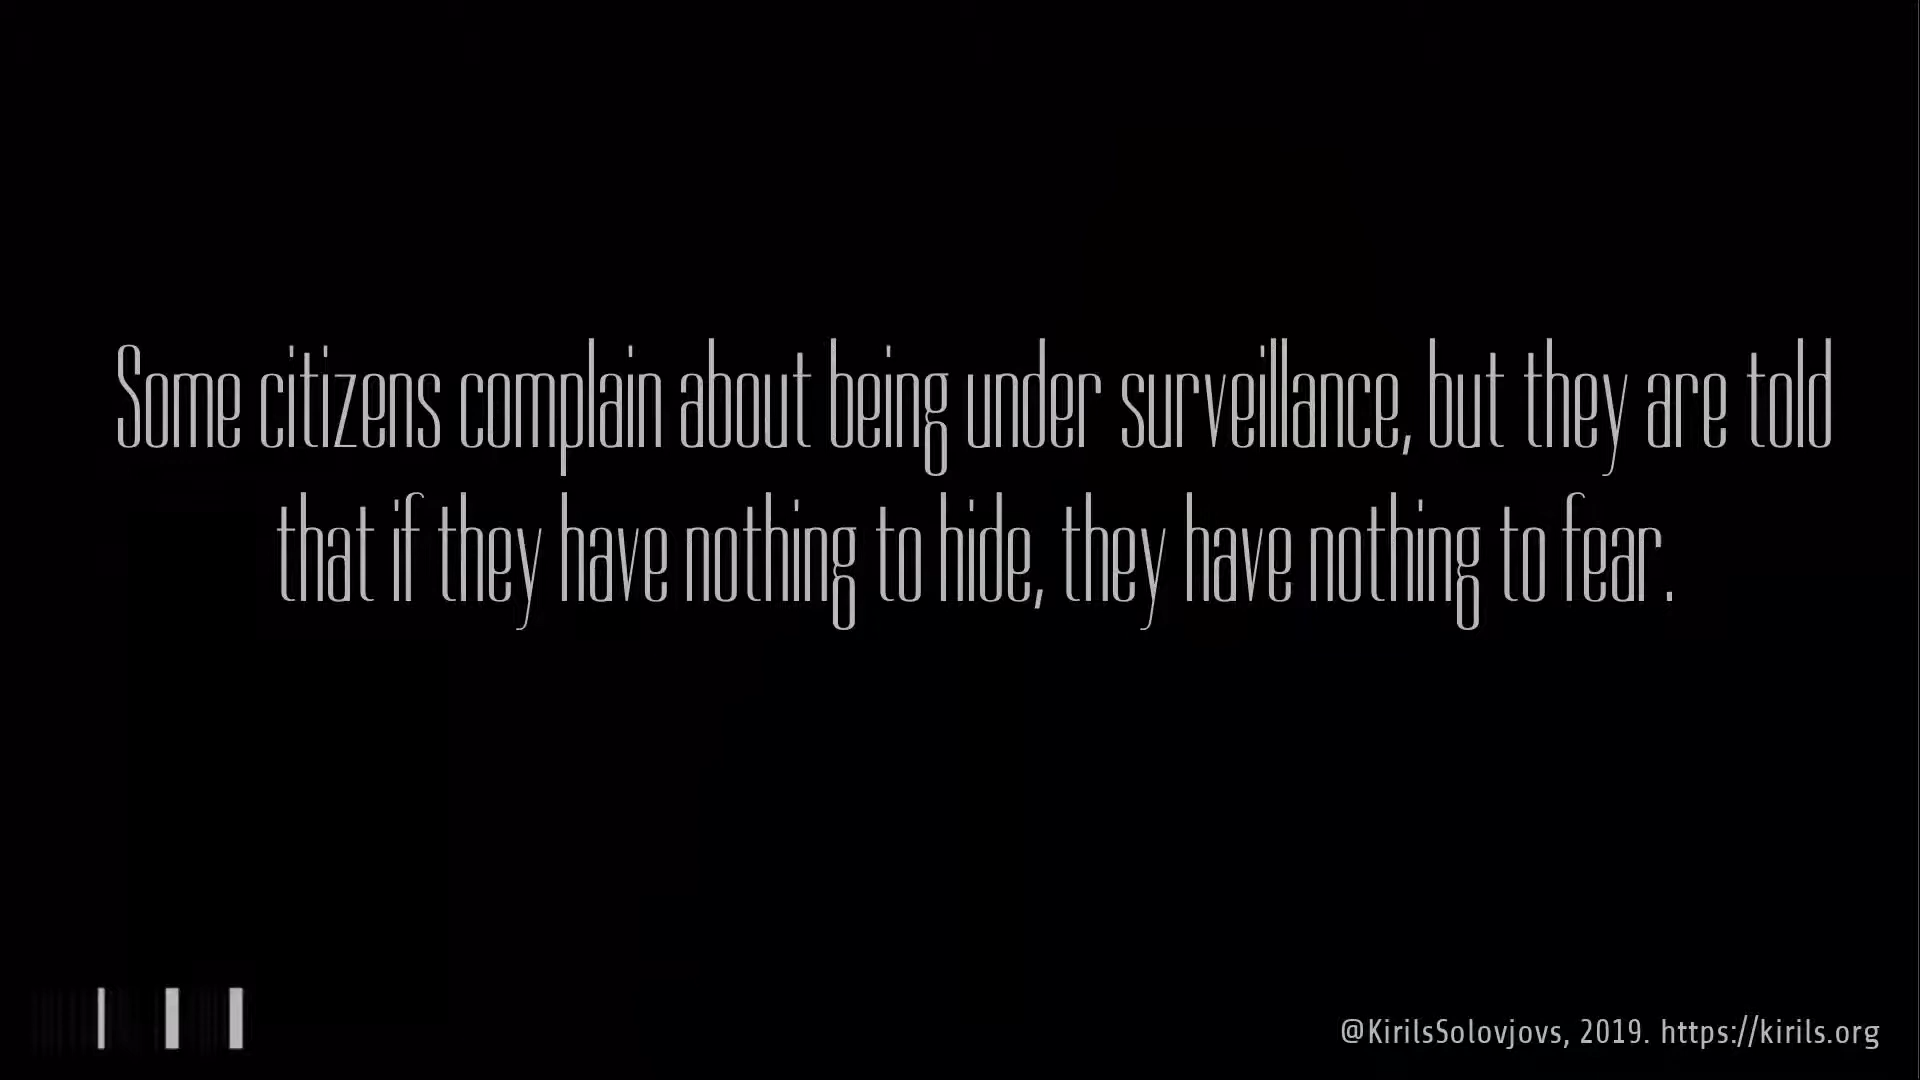 Some citizens complain about being under surveillance, but they are told
that if they have nothing to hide, they have nothing to fear.
@KirilsSolovjovs, 2019. https://kirils.org